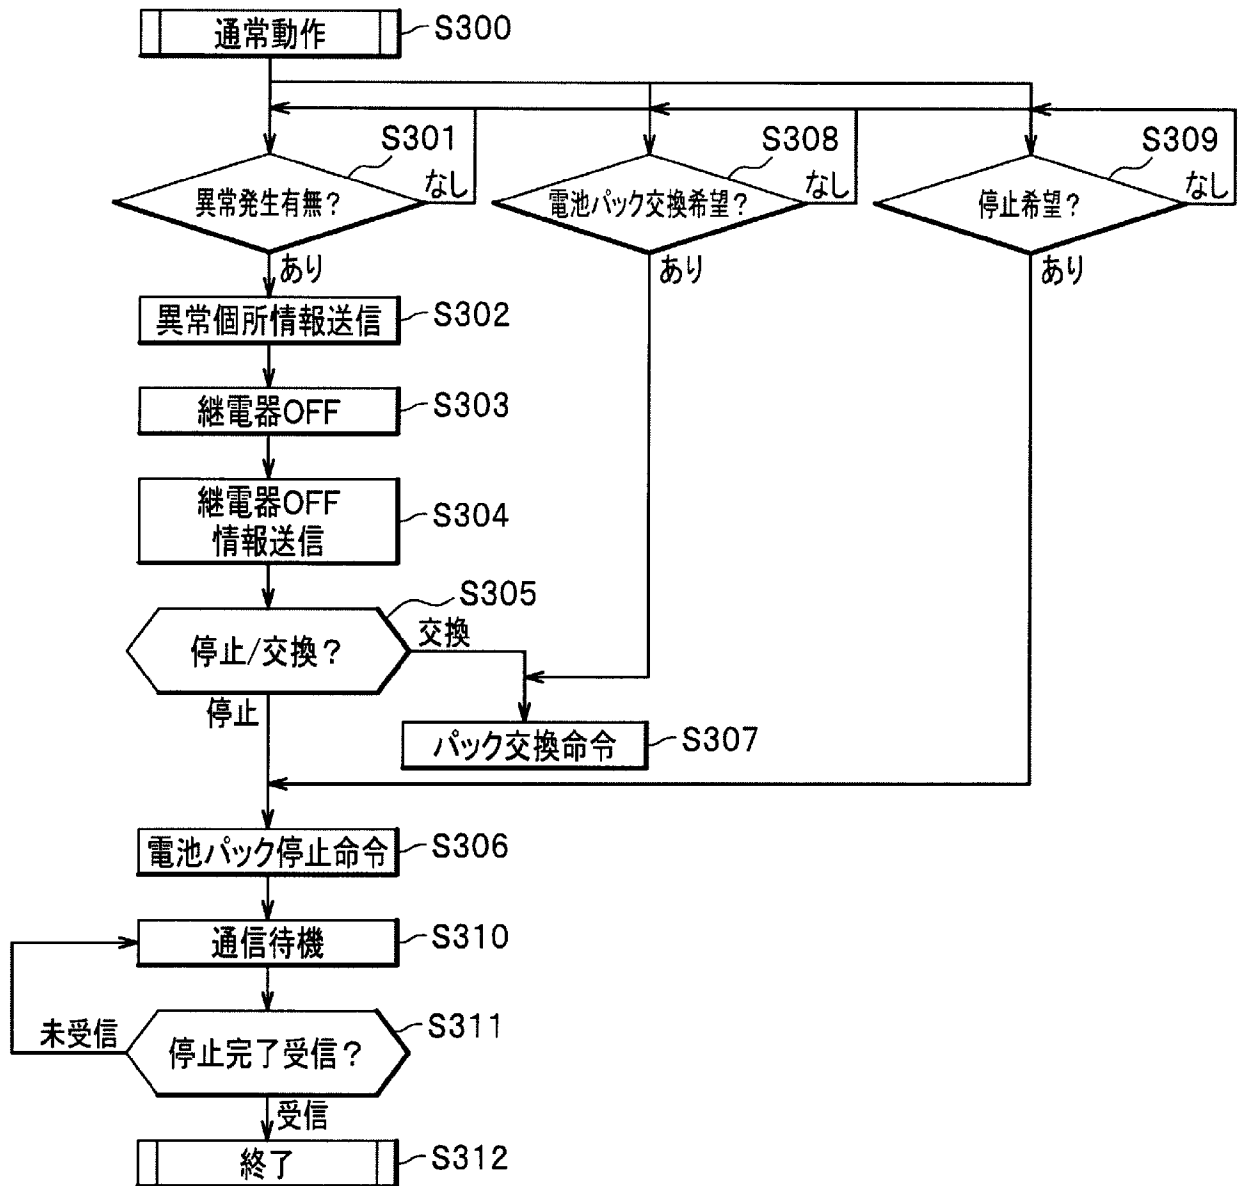 通常動作
S300
S301
異常発生有無？
なし
あり
S308
電池パック交換希望？
なし
あり
S309
停止希望？
なし
あり
異常個所情報送信
S302
継電器OFF
S303
継電器OFF
情報送信
S304
S305
停止/交換？
交換
停止
パック交換命令
S307
電池パック停止命令
S306
通信待機
S310
未受信
停止完了受信？
S311
受信
終了
S312